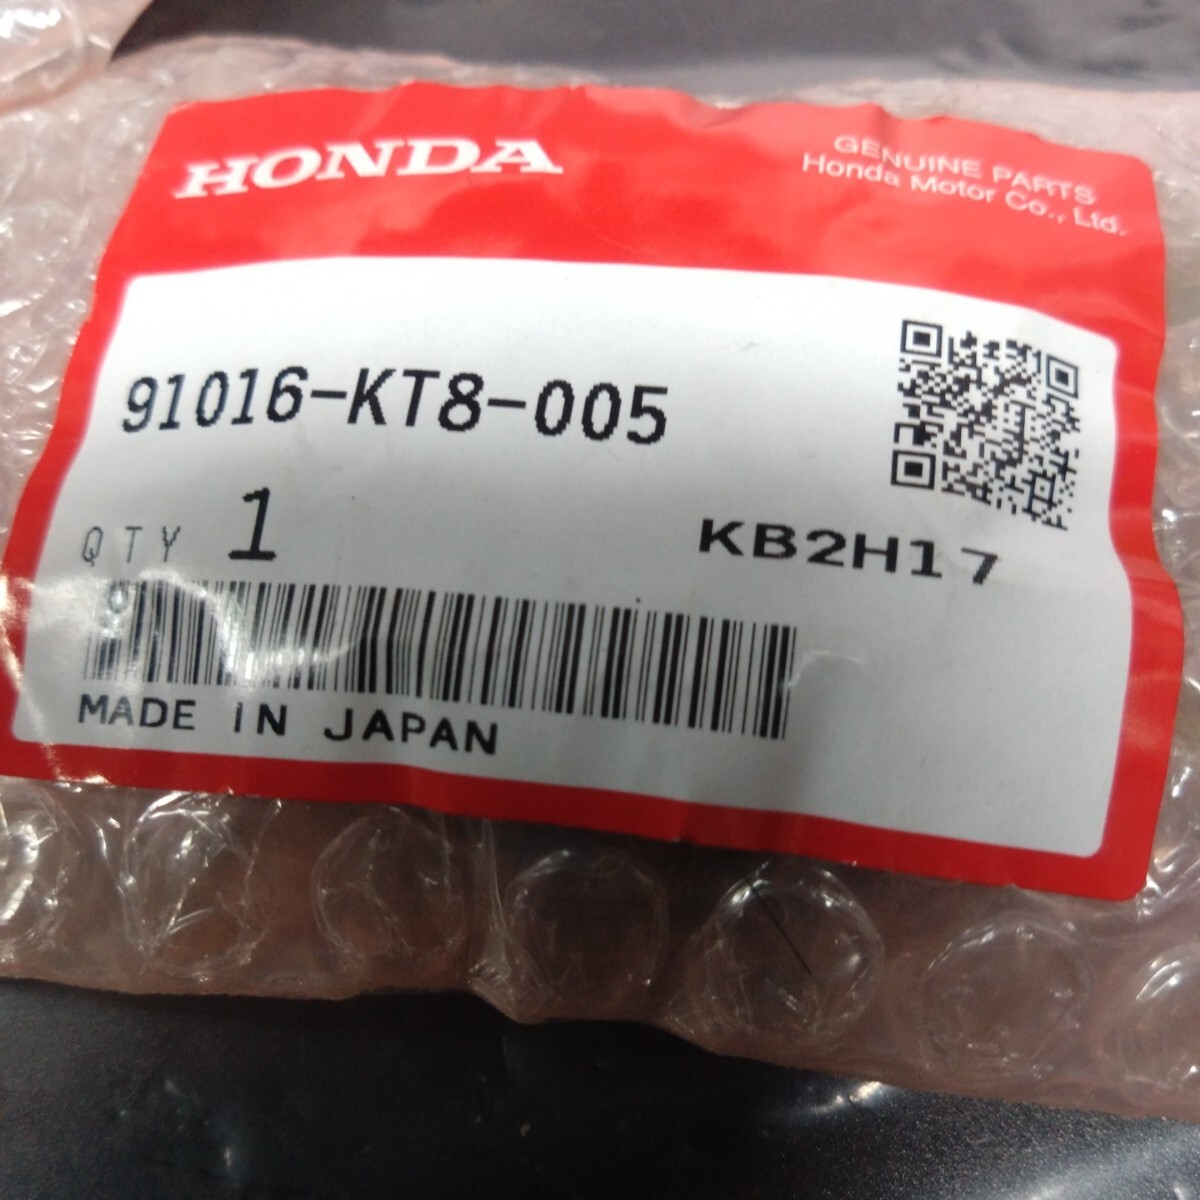 HONDA
GENUINE PARTS
Honda Motor Co., Ltd.
91016-KT8-005
QTY 1
KB2H17
MADE IN JAPAN